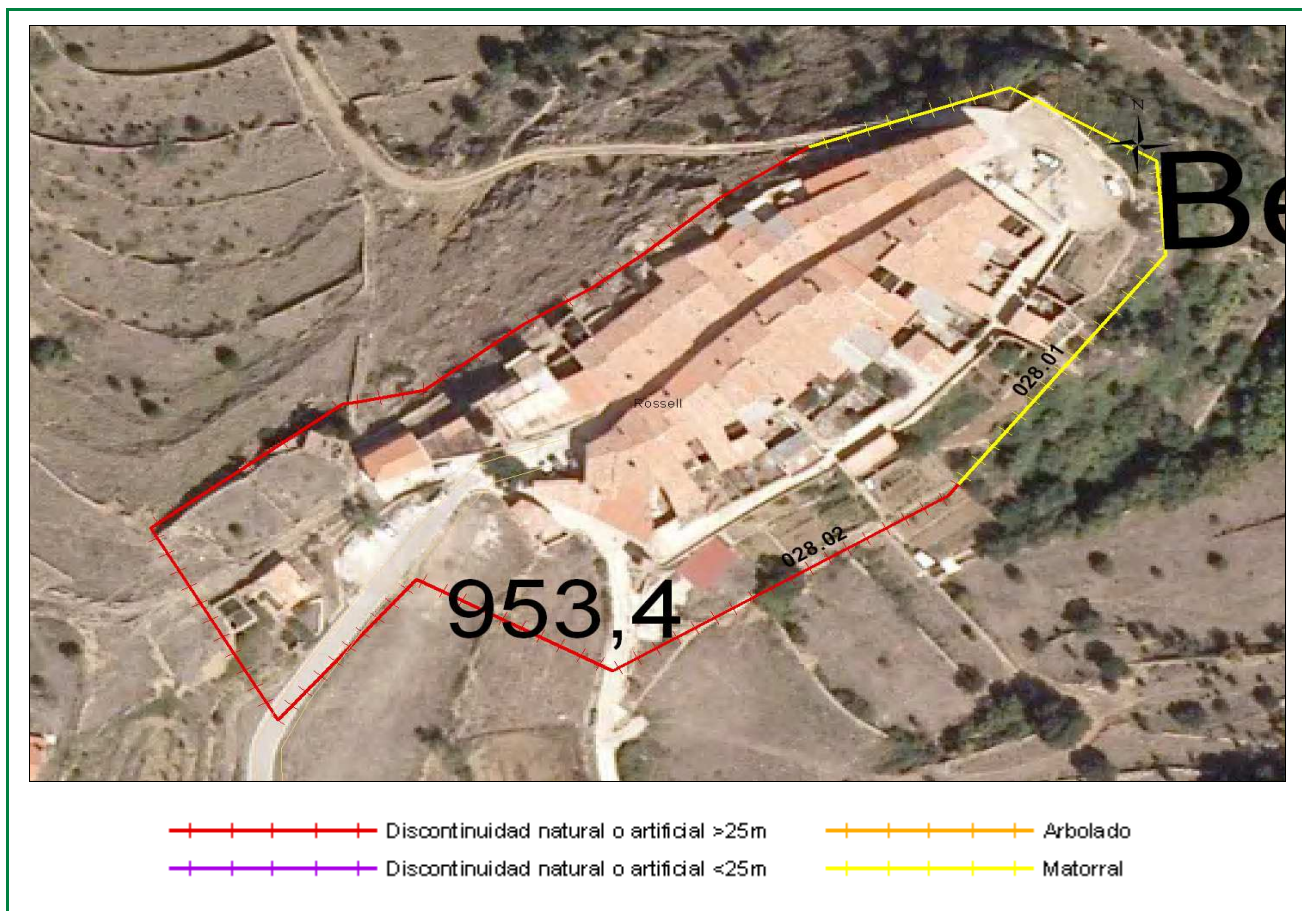 N
Be
028.01
Rossell
028.02
953,4
Discontinuidad natural o artificial >25m
Arbolado
Discontinuidad natural o artificial <25m
Matorral